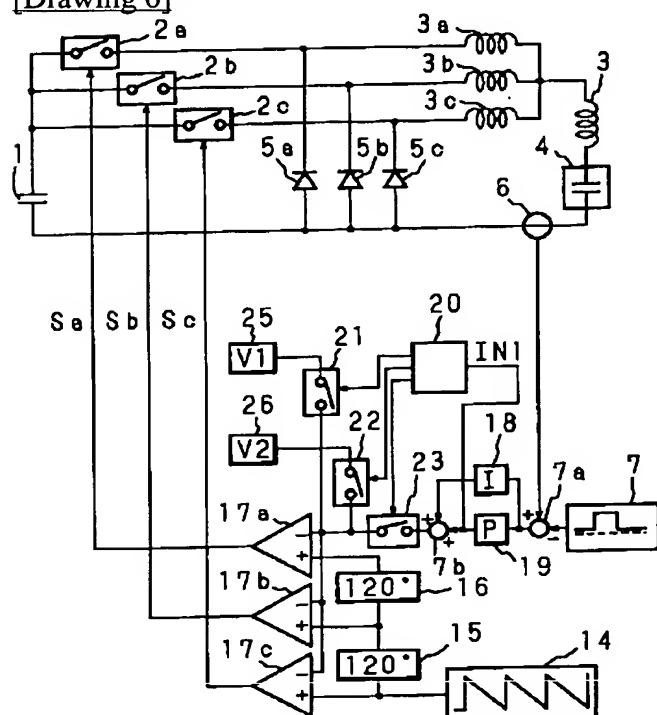 [Drawing 6]
2a
3a
2b
3b
3
2c
3c
4
5a
5b
5c
1
6
Sa
Sb
Sc
20
25
21
IN1
V1
26
22
18
V2
I
7a
7
23
+
-
17a
+
+
P
-
7b
19
+
120°
16
17b
-
+
15
17c
120°
14
-
+